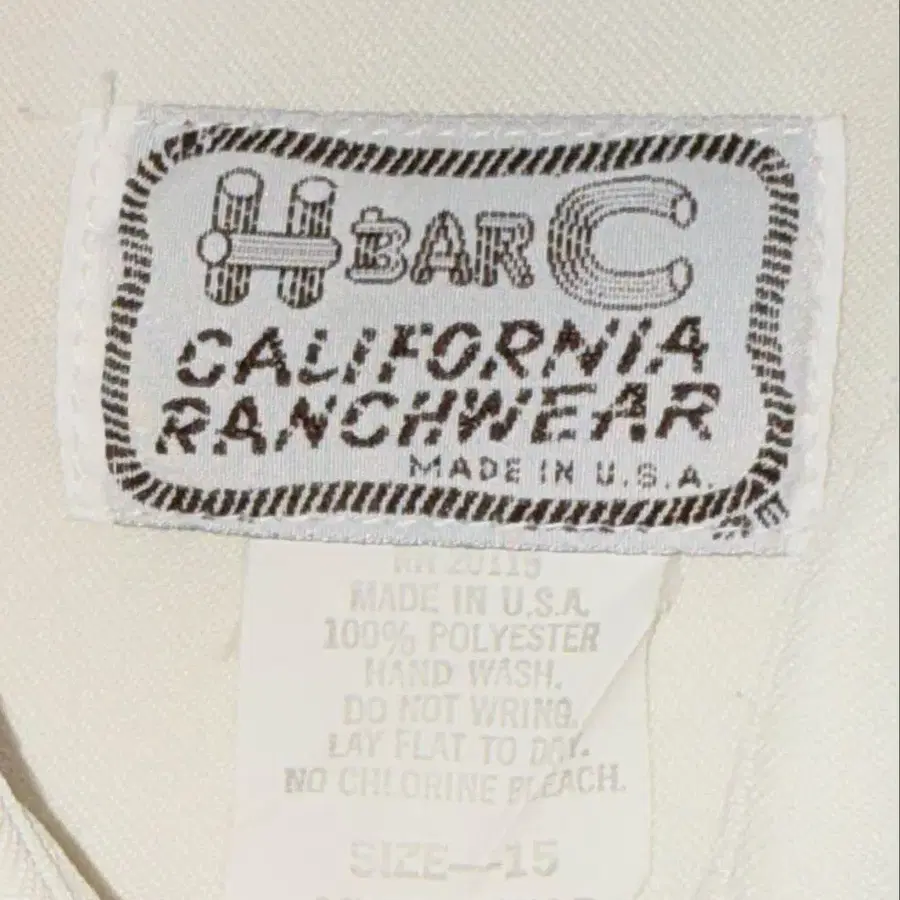 H BAR C
CALIFORNIA
RANCHWEAR
MADE IN U.S.A.
20115
MADE IN U.S.A.
100% POLYESTER
HAND WASH.
DO NOT WRING.
LAY FLAT TO DRY.
NO CHLORINE BLEACH.
SIZE—15